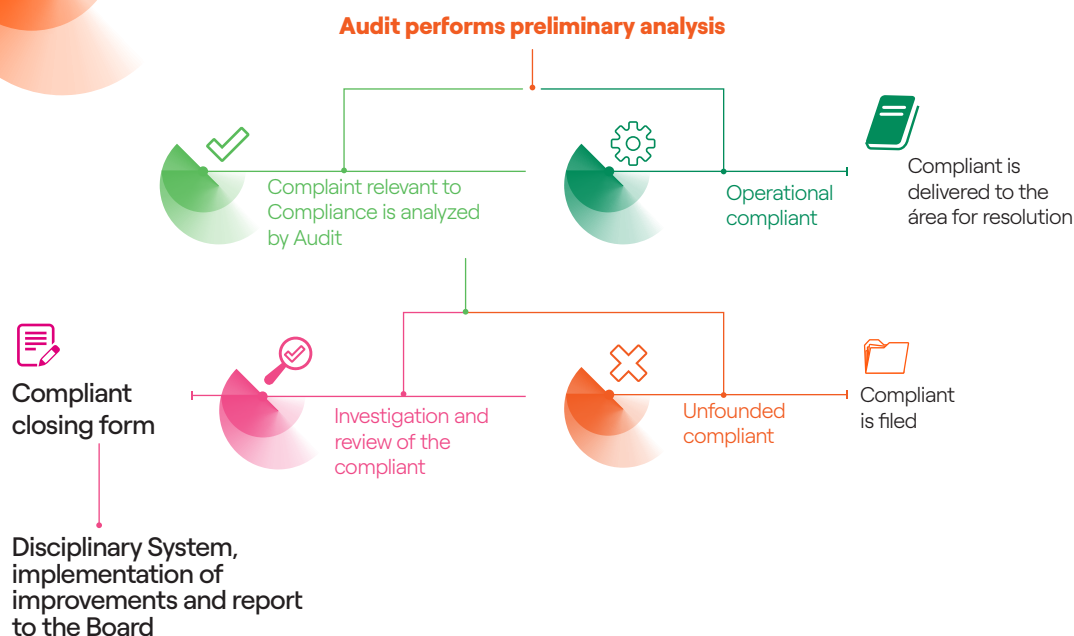 Audit performs preliminary analysis
Complaint relevant to
Compliance is analyzed
by Audit
Operational
compliant
Compliant is
delivered to the
área for resolution
Compliant
closing form
Investigation and
review of the
compliant
Unfounded
compliant
Compliant
is filed
Disciplinary System,
implementation of
improvements and report
to the Board